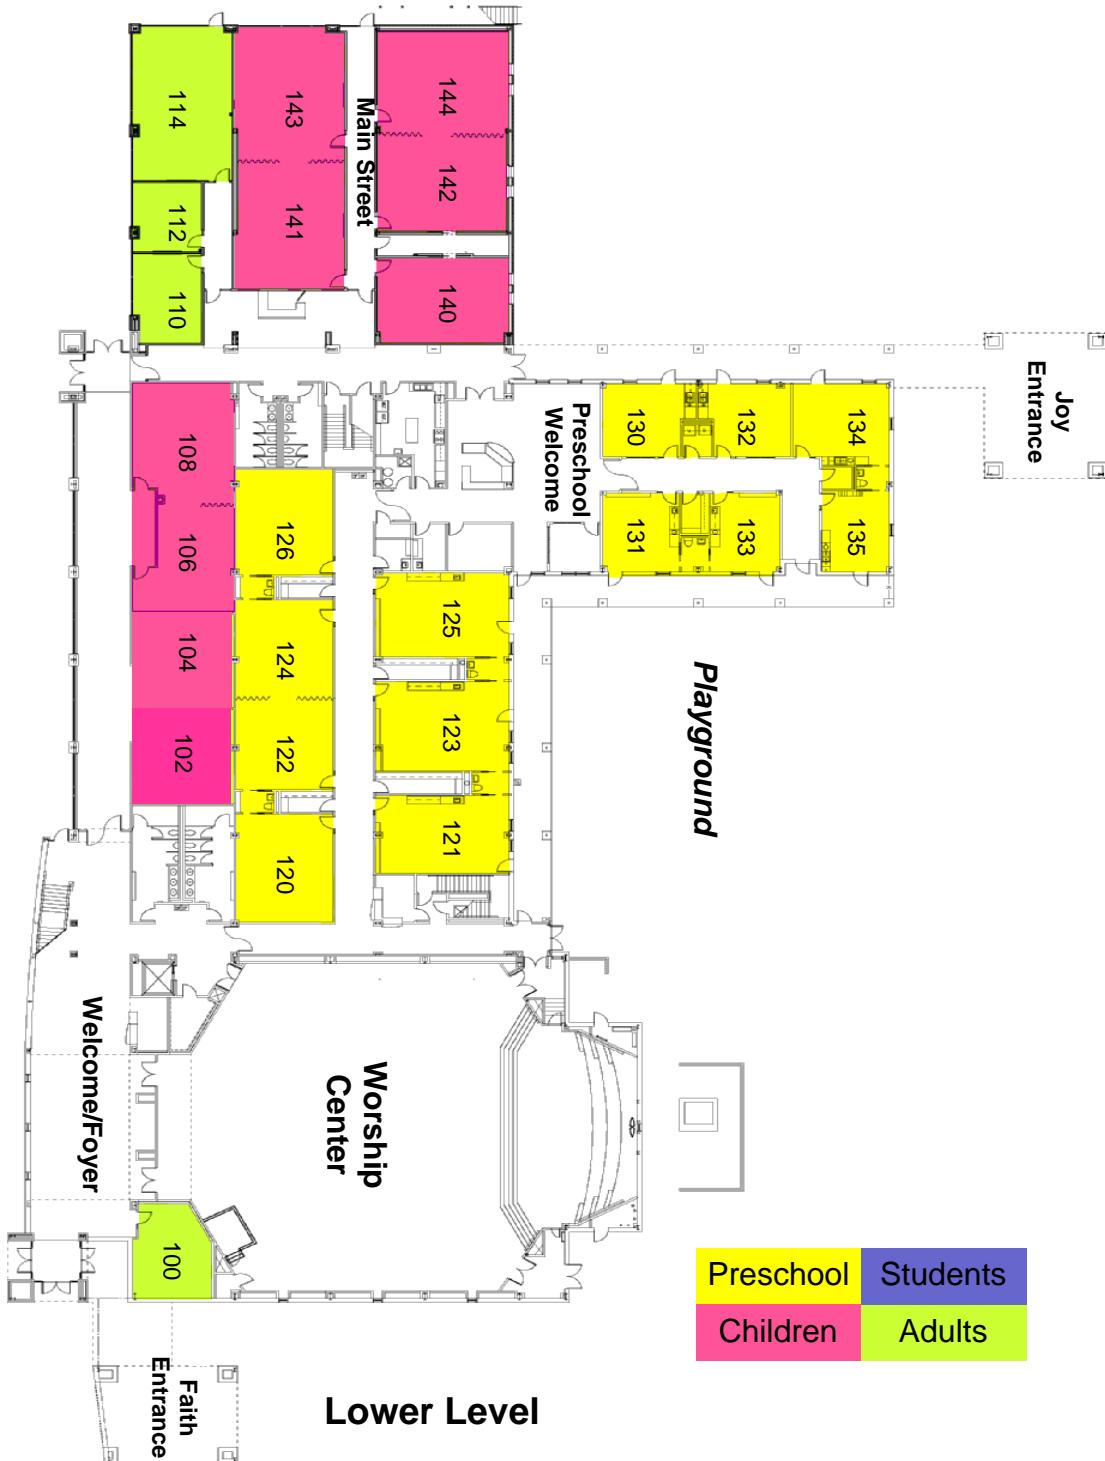 114
143
Main Street
144
112
141
142
110
140
Joy
Entrance
108
106
104
102
126
124
122
120
125
123
121
Preschool
Welcome
130
132
134
131
133
135
Playground
Welcome/Foyer
Worship
Center
100
Preschool
Students
Children
Adults
Faith
Entrance
Lower Level